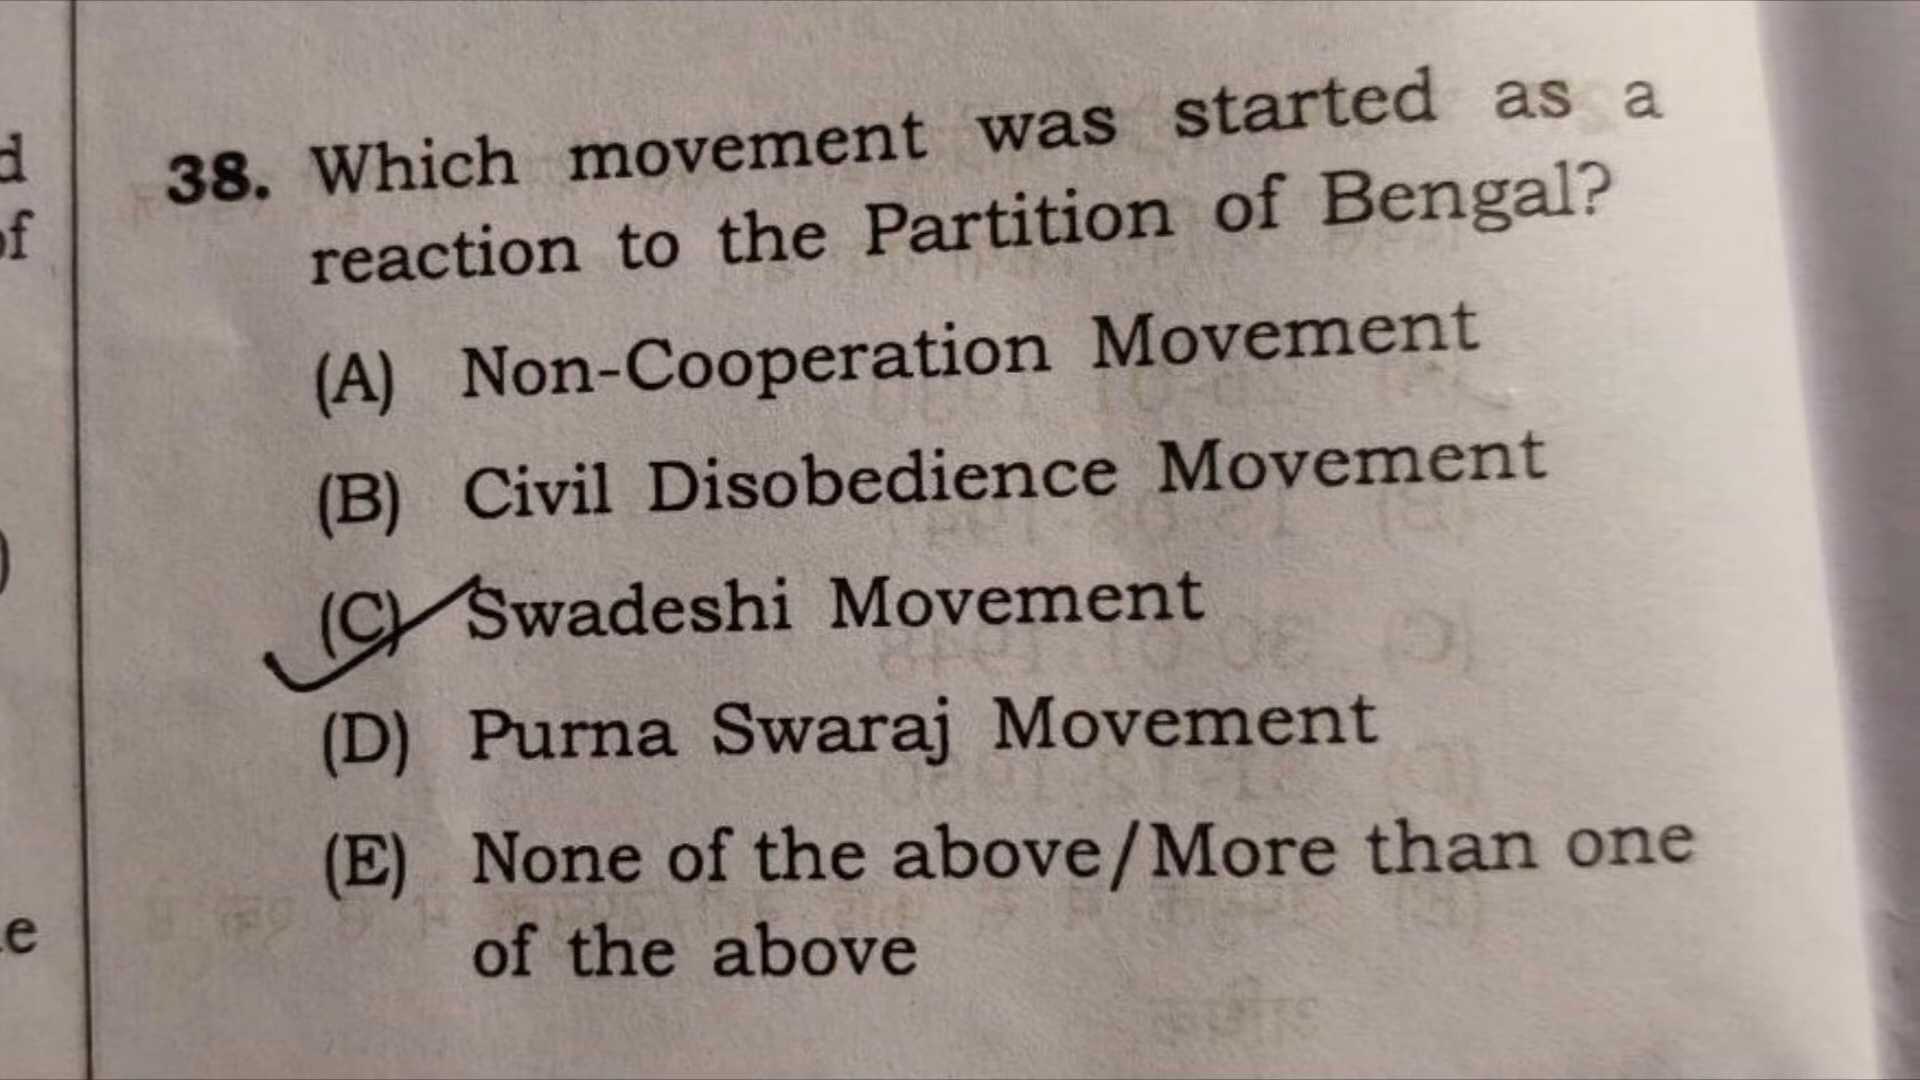 d
of
)
e
38. Which movement was started as a
reaction to the Partition of Bengal?
(A) Non-Cooperation Movement
(B) Civil Disobedience Movement
(C) Swadeshi Movement
(D) Purna Swaraj Movement
(E) None of the above/More than one
of the above